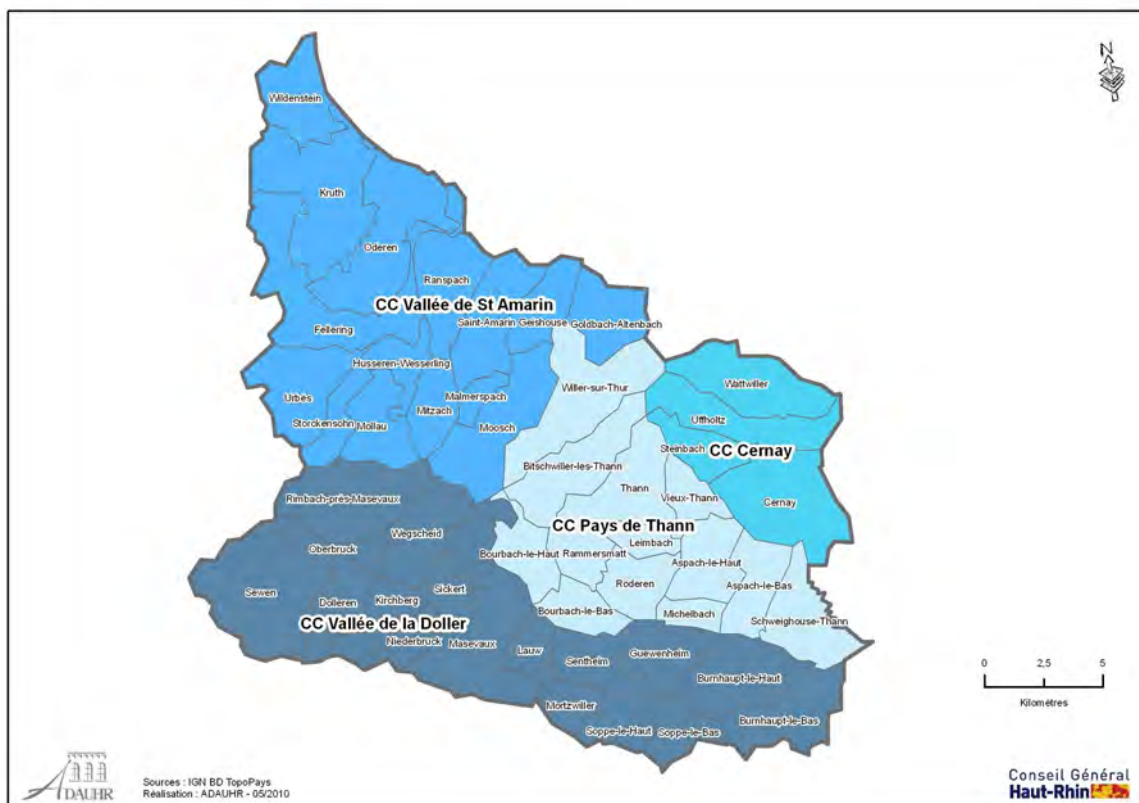 N
Wildenstein
Kruth
Oderen
Ranspach
CC Vallée de St Amarin
Saint-Amarin Geishouse Goldbach-Altenbach
Fellering
Husseren-Wesserling
Willer-sur-Thur
Wattwiller
Urbès
Malmerspach
Mitzach
Storckensohn
Mollau
Moosch
Uffholtz
Steinbach
CC Cernay
Bitschwiller-les-Thann
Thann
Vieux-Thann
Cernay
Rimbach-près-Masevaux
CC Pays de Thann
Wegscheid
Leimbach
Oberbruck
Bourbach-le-Haut Rammersmatt
Aspach-le-Haut
Sewen
Sickert
Roderen
Aspach-le-Bas
Dolleren
Kirchberg
Bourbach-le-Bas
Michelbach
Schweighouse-Thann
CC Vallée de la Doller
Niederbruck
Masevaux
Lauw
Sentheim
Guewenheim
Burnhaupt-le-Haut
Mortzwiller
Soppe-le-Haut
Soppe-le-Bas
Burnhaupt-le-Bas
0 2,5 5
Kilomètres
ADAUHR
Sources : IGN BD TopoPays
Réalisation : ADAUHR - 05/2010
Conseil Général
Haut-Rhin